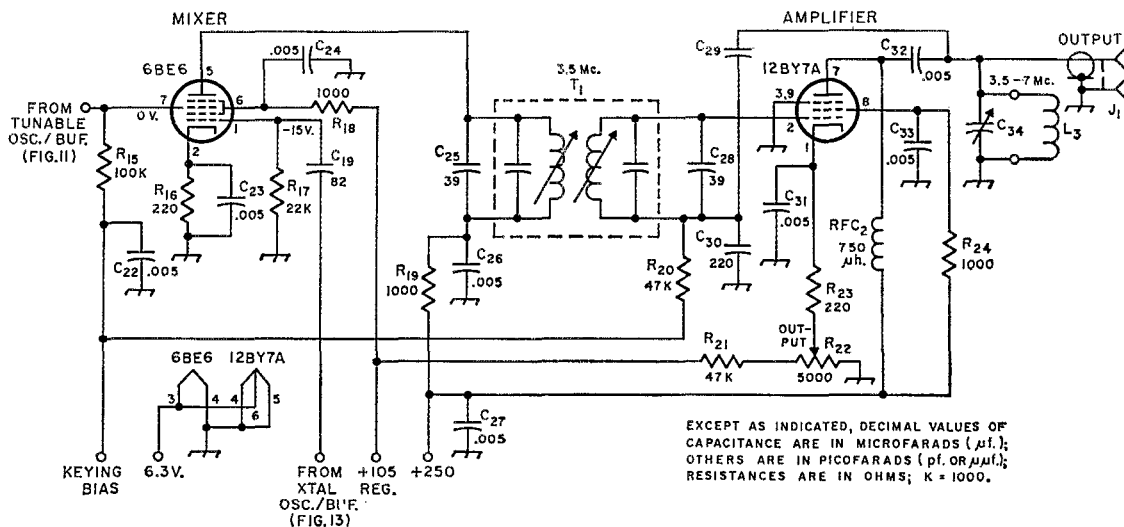 MIXER
AMPLIFIER
.005
C24
C29
C32
OUTPUT
6BE6
5
3.5 Mc.
T1
12BY7A
7
.005
3.5-7 Mc.
J1
FROM
TUNABLE
OSC./BUF.
(FIG.11)
7
0 V.
6
1
1000
R18
-15V.
3,9
2
8
C33
.005
C34
L3
R15
100K
2
C19
82
C25
39
C28
39
1
R16
220
C23
.005
R17
22K
C31
.005
RFC2
750
µh.
R24
1000
C22
.005
R19
1000
C26
.005
R20
47K
C30
220
R23
220
OUT-
PUT
R22
5000
R21
47K
6BE6
12BY7A
3
4
4
6
5
C27
.005
KEYING
BIAS
6.3V.
FROM
XTAL
OSC./BUF.
(FIG.13)
+105
REG.
+250
EXCEPT AS INDICATED, DECIMAL VALUES OF
CAPACITANCE ARE IN MICROFARADS (µf.);
OTHERS ARE IN PICOFARADS (pf. OR µµf.);
RESISTANCES ARE IN OHMS; K = 1000.